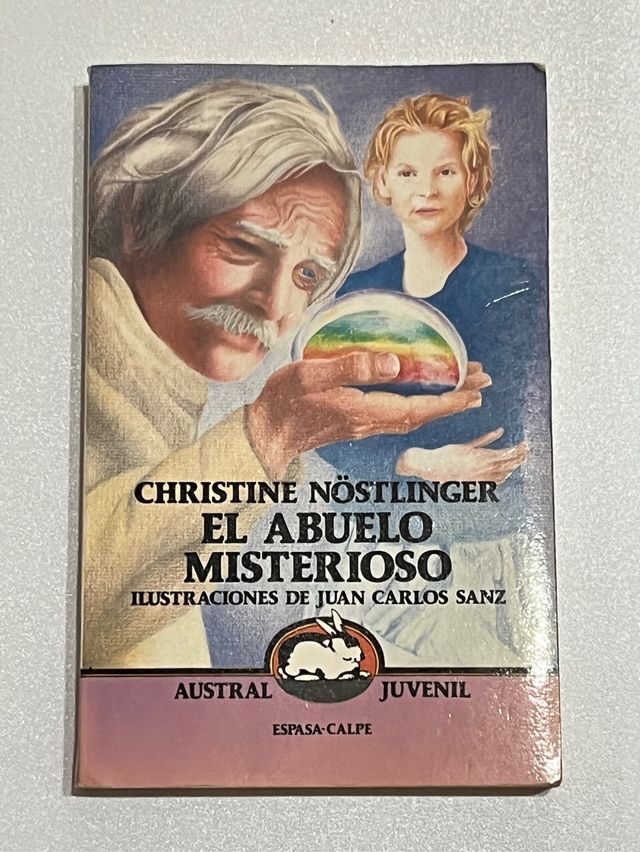 CHRISTINE NÖSTLINGER
EL ABUELO
MISTERIOSO
ILUSTRACIONES DE JUAN CARLOS SANZ
AUSTRAL JUVENIL
ESPASA-CALPE